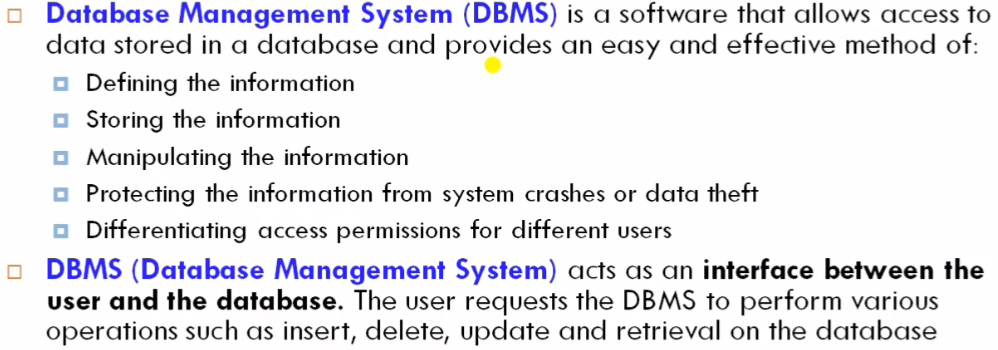 Database Management System (DBMS) is a software that allows access to
data stored in a database and provides an easy and effective method of:
Defining the information
Storing the information
Manipulating the information
Protecting the information from system crashes or data theft
Differentiating access permissions for different users
DBMS (Database Management System) acts as an interface between the
user and the database. The user requests the DBMS to perform various
operations such as insert, delete, update and retrieval on the database